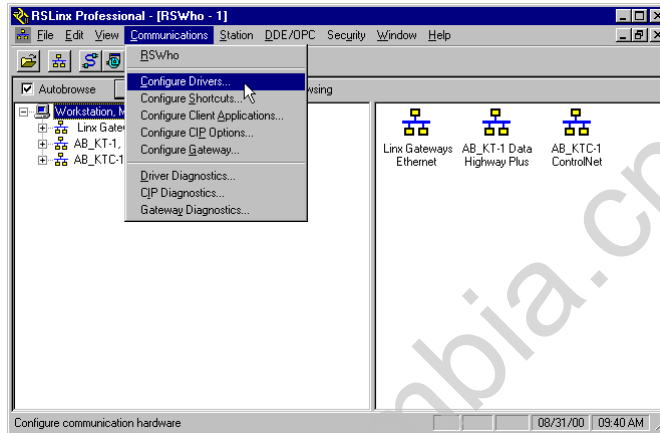 RSLinx Professional - [RSWho - 1]
File Edit View Communications Station DDE/OPC Security Window Help
RSWho
Configure Drivers...
Configure Shortcuts...
Configure Client Applications...
Configure CIP Options...
Configure Gateway...
Driver Diagnostics...
CIP Diagnostics...
Gateway Diagnostics...
Autobrowse
Workstation,
Linx
AB_KT-1,
AB_KTC-1
Linx Gateways
Ethernet
AB_KT-1 Data
Highway Plus
AB_KTC-1
ControlNet
Configure communication hardware
08/31/00 09:40 AM